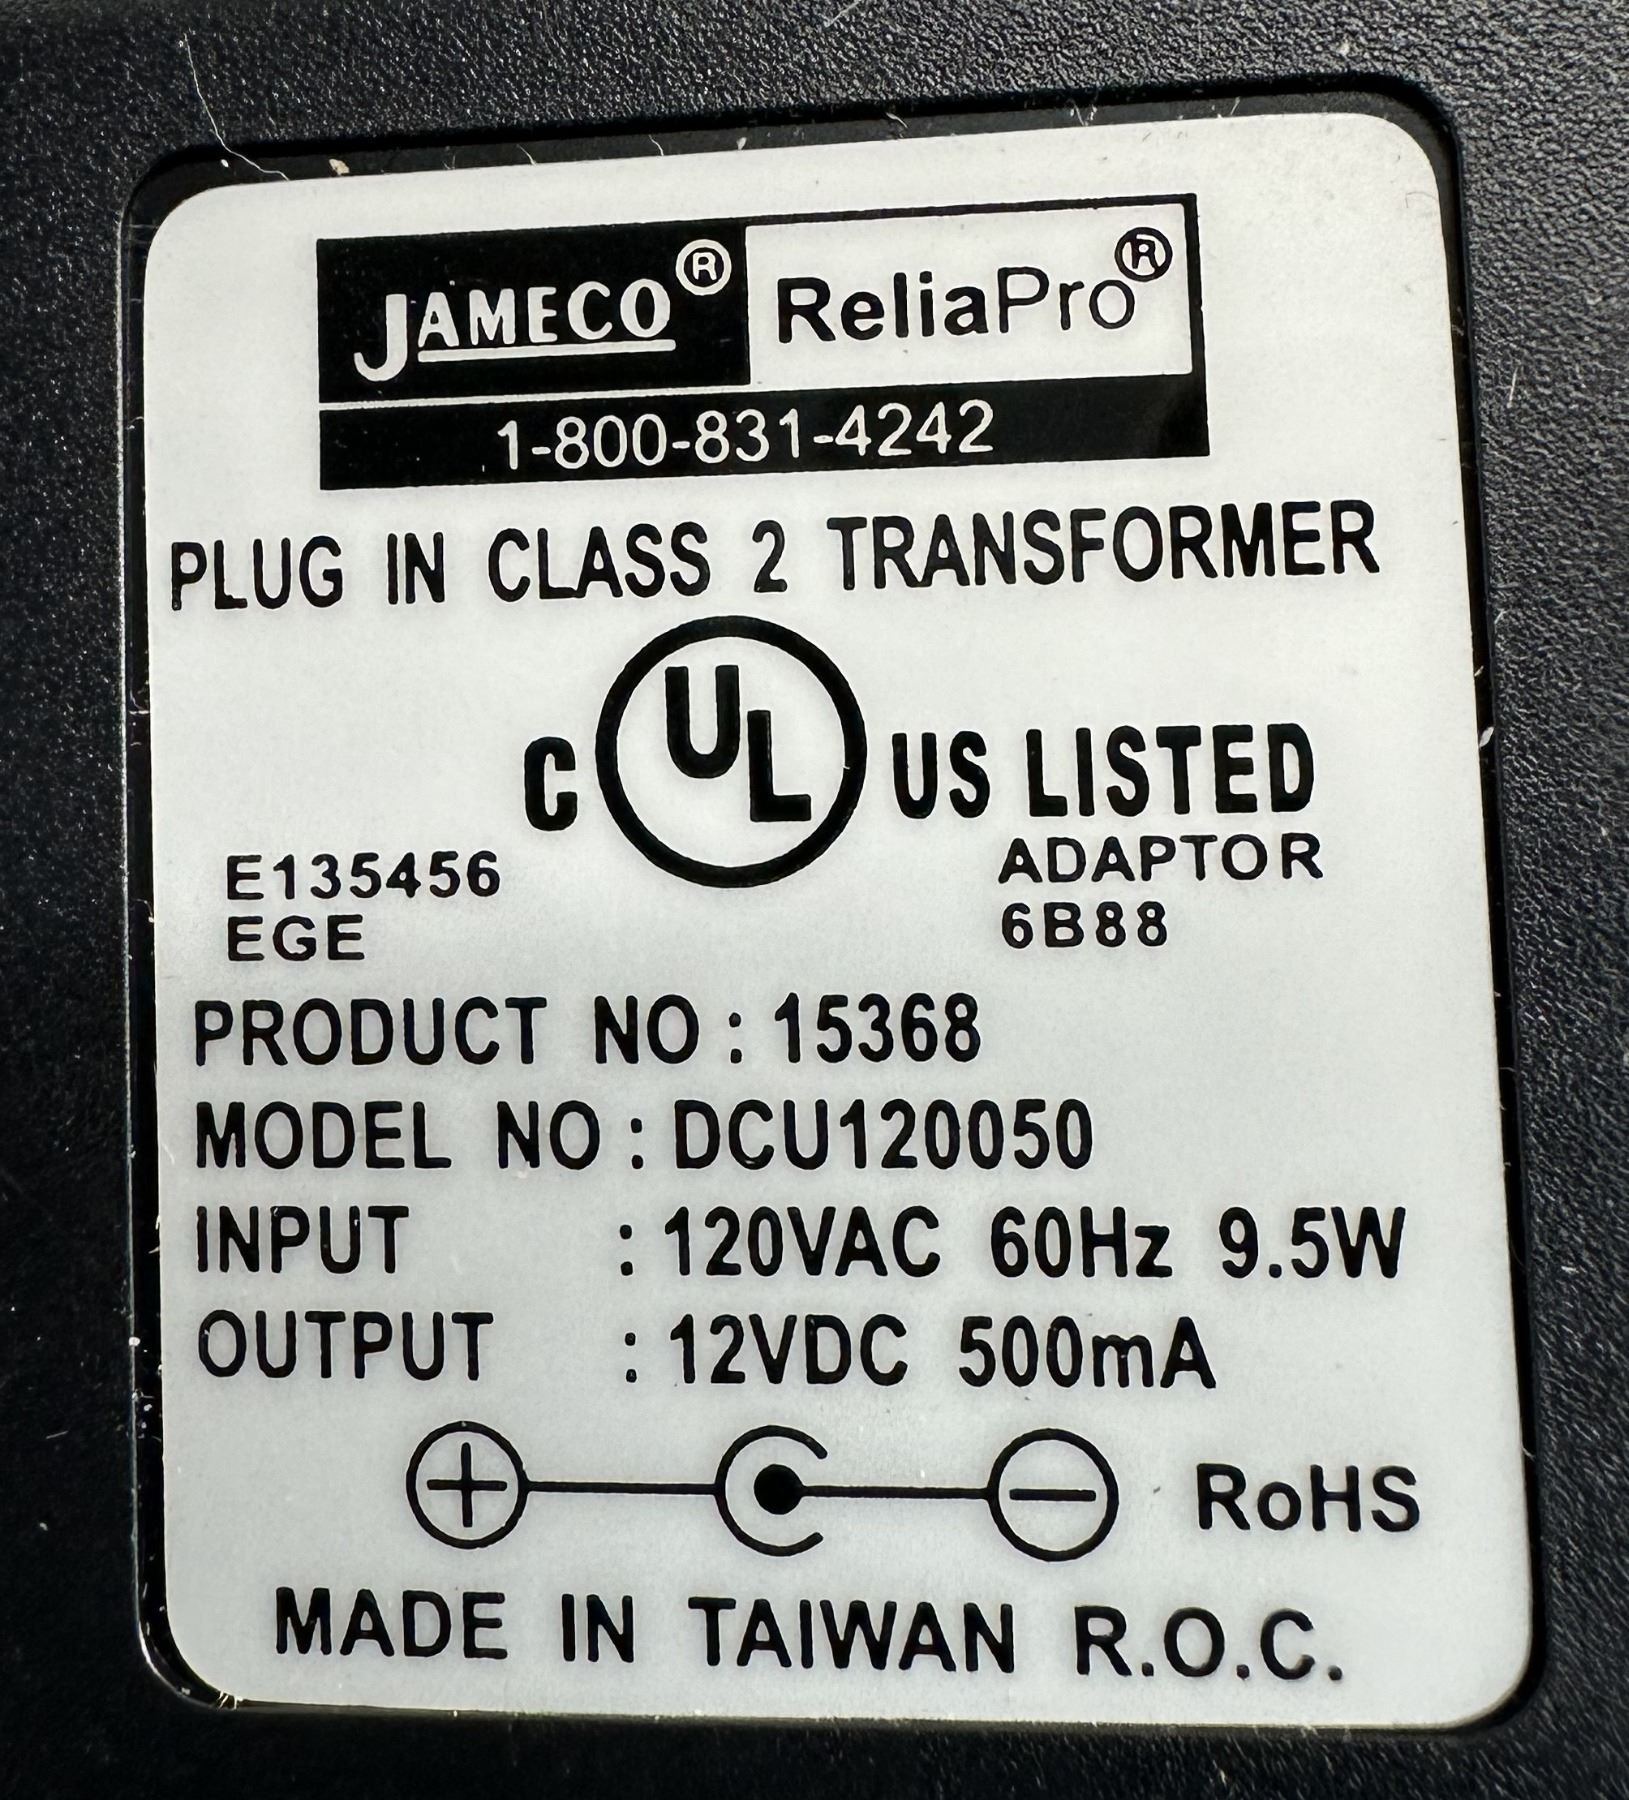 JAMECO® ReliaPro®
1-800-831-4242
PLUG IN CLASS 2 TRANSFORMER
C UL US LISTED
E135456 ADAPTOR
EGE 6B88
PRODUCT NO : 15368
MODEL NO : DCU120050
INPUT : 120VAC 60Hz 9.5W
OUTPUT : 12VDC 500mA
+ − RoHS
MADE IN TAIWAN R.O.C.